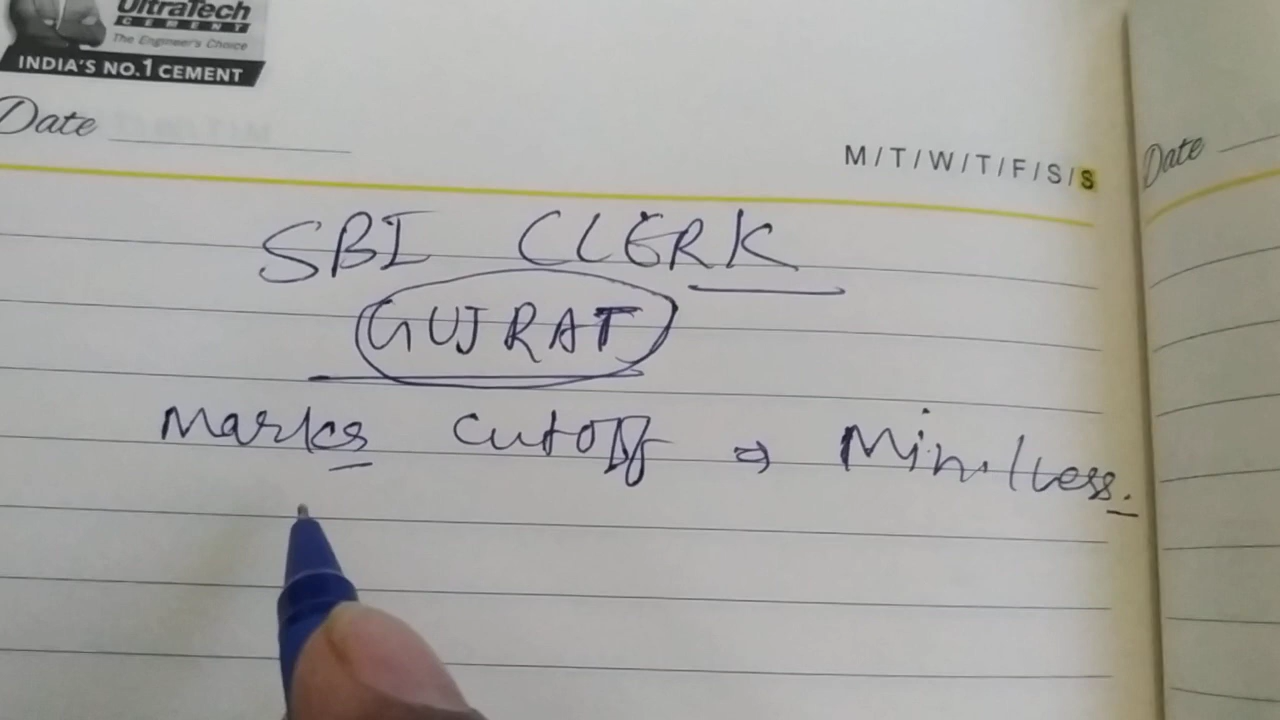 UltraTech
CEMENT
The Engineer's Choice
INDIA'S NO.1 CEMENT
Date
M/T/W/T/F/S/S
Date
SBI CLERK
GUJRAT
Marks cutoff ⇒ Min./Less.